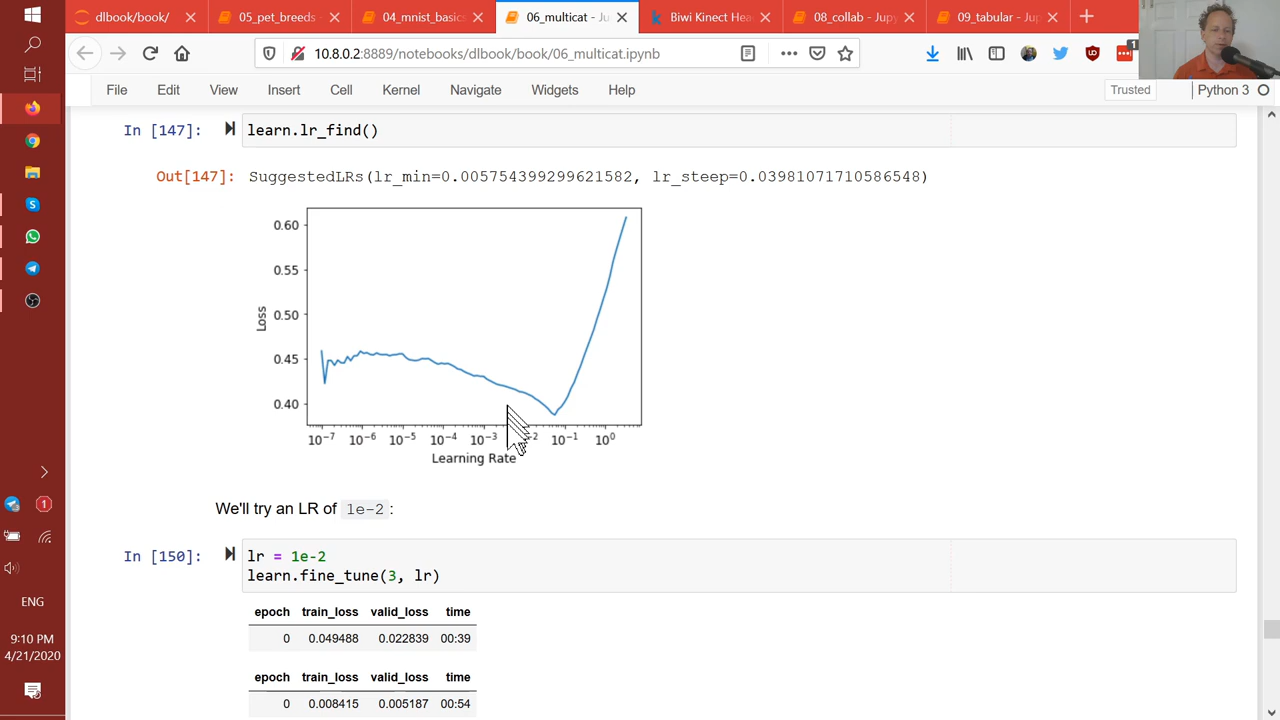 dlbook/book/
05_pet_breeds
04_mnist_basics
06_multicat - Ju
Biwi Kinect Hea
08_collab - Jupy
09_tabular - Jup
10.8.0.2:8889/notebooks/dlbook/book/06_multicat.ipynb
1
File Edit View Insert Cell Kernel Navigate Widgets Help
Trusted
Python 3
In [147]: learn.lr_find()
Out[147]: SuggestedLRs(lr_min=0.005754399299621582, lr_steep=0.03981071710586548)
0.60
0.55
0.50
0.45
0.40
Loss
10⁻⁷ 10⁻⁶ 10⁻⁵ 10⁻⁴ 10⁻³ 10⁻² 10⁻¹ 10⁰
Learning Rate
We'll try an LR of 1e-2:
In [150]: lr = 1e-2
learn.fine_tune(3, lr)
epoch train_loss valid_loss time
0 0.049488 0.022839 00:39
epoch train_loss valid_loss time
0 0.008415 0.005187 00:54
1
ENG
9:10 PM
4/21/2020